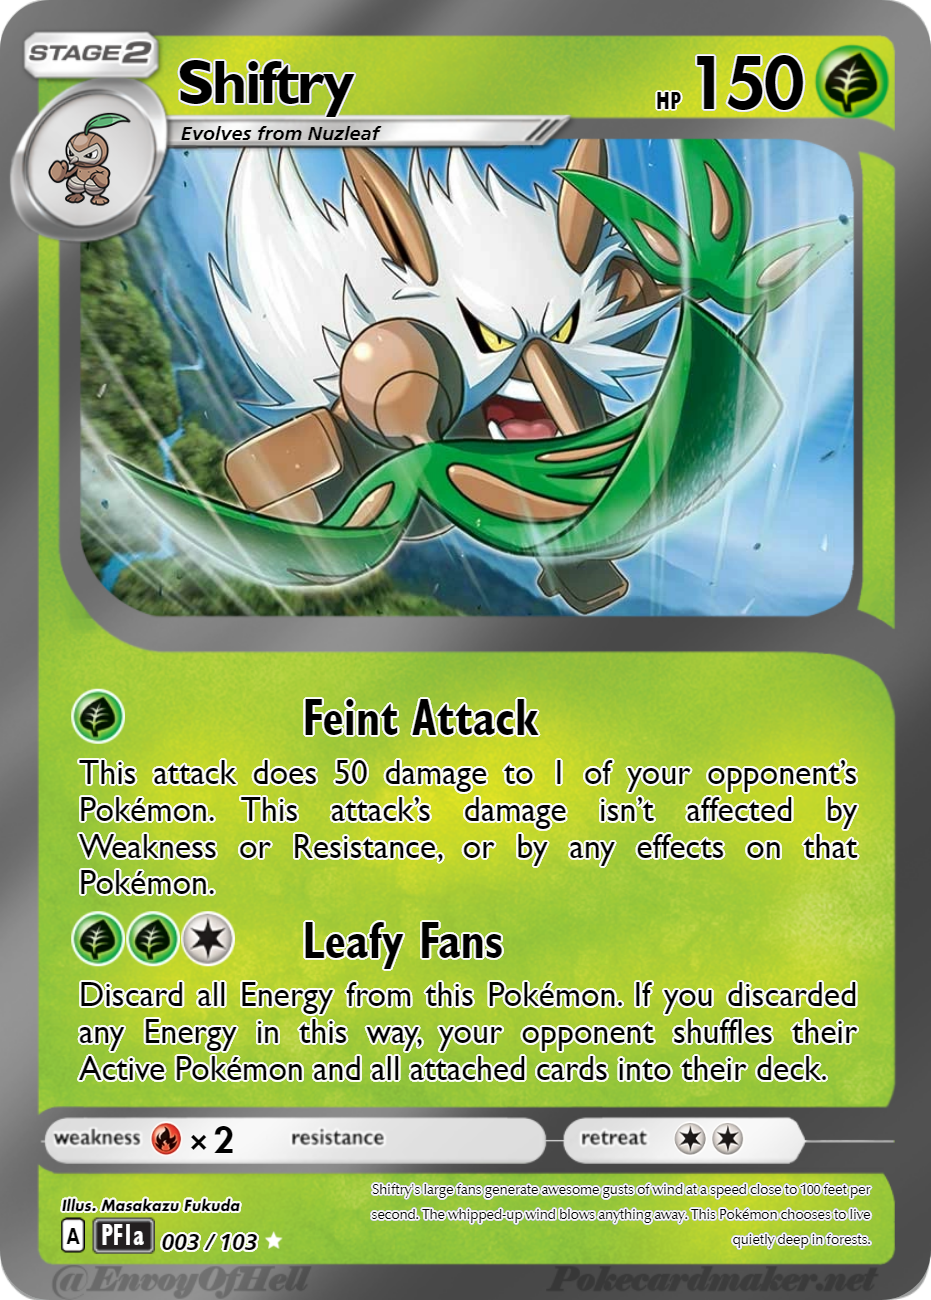 STAGE2
Shiftry
HP 150
Evolves from Nuzleaf
Feint Attack
This attack does 50 damage to 1 of your opponent's
Pokémon. This attack's damage isn't affected by
Weakness or Resistance, or by any effects on that
Pokémon.
Leafy Fans
Discard all Energy from this Pokémon. If you discarded
any Energy in this way, your opponent shuffles their
Active Pokémon and all attached cards into their deck.
weakness ×2 resistance retreat
Illus. Masakazu Fukuda
A PF1a 003 / 103
Shiftry's large fans generate awesome gusts of wind at a speed close to 100 feet per
second. The whipped-up wind blows anything away. This Pokémon chooses to live
quietly deep in forests.
@EnvoyOfHell Pokecardmaker.net